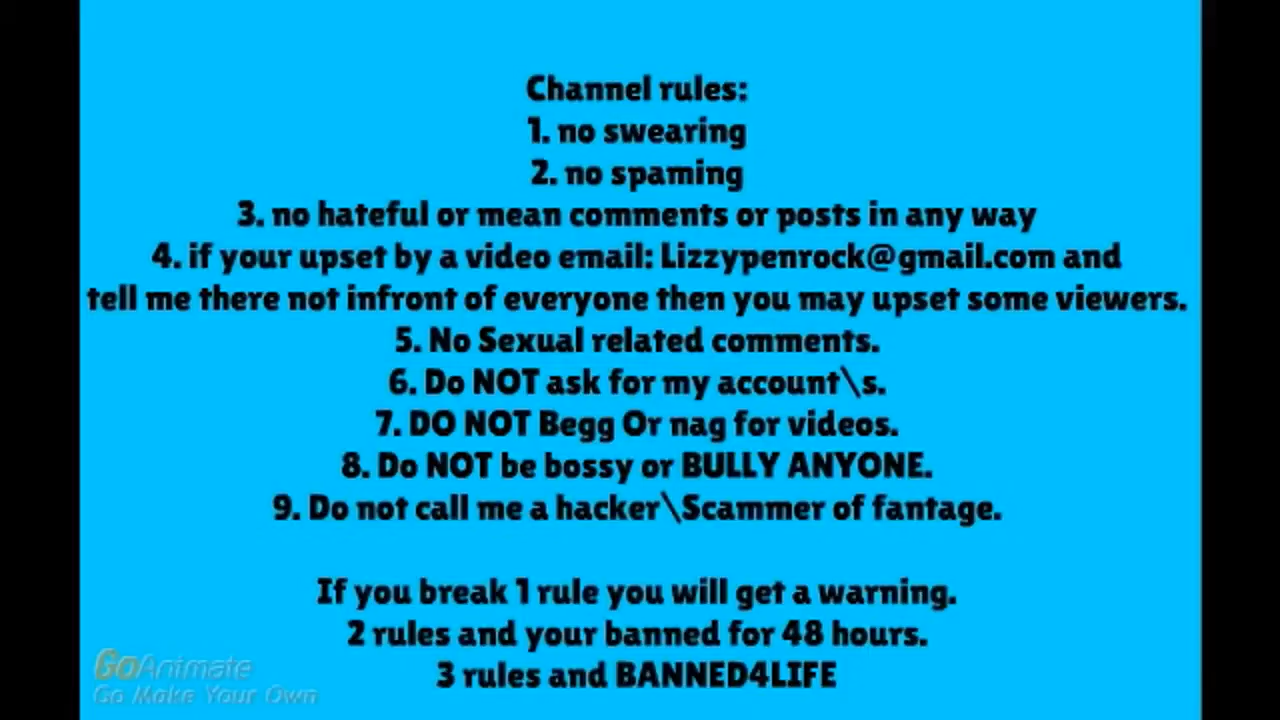 Channel rules:
1. no swearing
2. no spaming
3. no hateful or mean comments or posts in any way
4. if your upset by a video email: Lizzypenrock@gmail.com and
tell me there not infront of everyone then you may upset some viewers.
5. No Sexual related comments.
6. Do NOT ask for my account\s.
7. DO NOT Begg Or nag for videos.
8. Do NOT be bossy or BULLY ANYONE.
9. Do not call me a hacker\Scammer of fantage.
If you break 1 rule you will get a warning.
2 rules and your banned for 48 hours.
3 rules and BANNED4LIFE
GoAnimate
Go Make Your Own